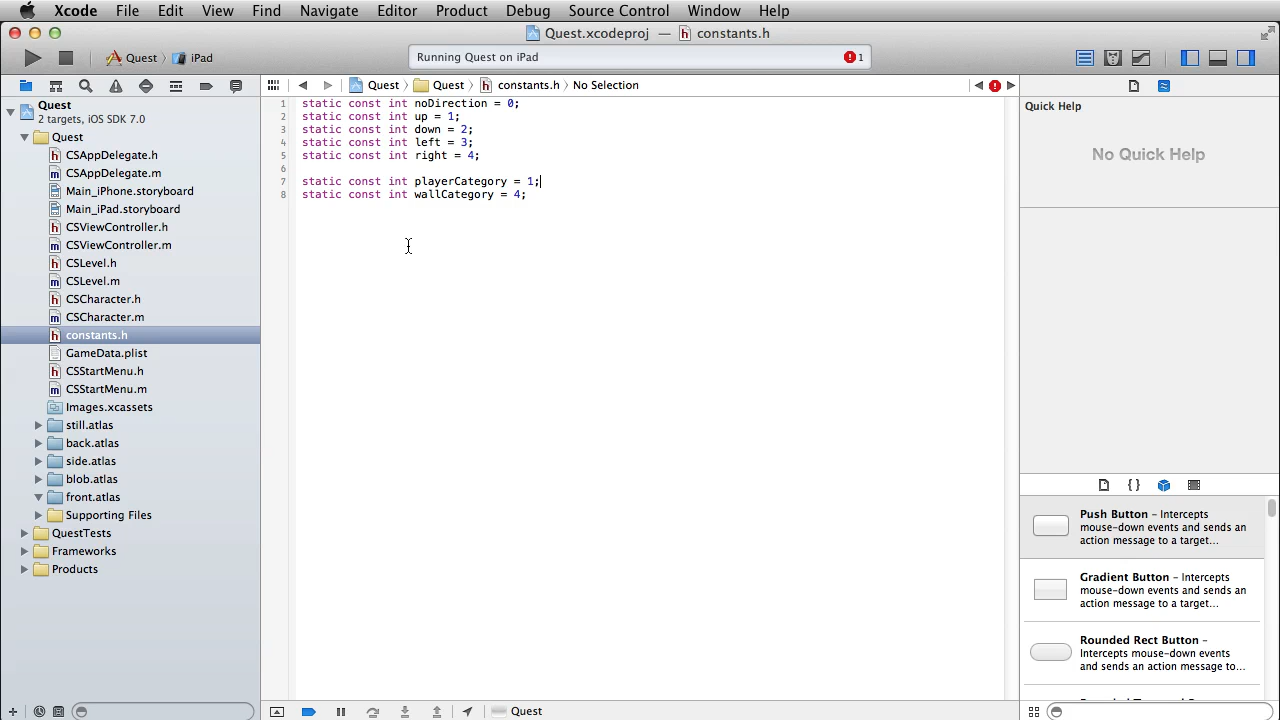 Xcode File Edit View Find Navigate Editor Product Debug Source Control Window Help
Quest.xcodeproj — constants.h
Quest iPad
Running Quest on iPad
1
Quest Quest constants.h No Selection
Quest
2 targets, iOS SDK 7.0
Quest
CSAppDelegate.h
CSAppDelegate.m
Main_iPhone.storyboard
Main_iPad.storyboard
CSViewController.h
CSViewController.m
CSLevel.h
CSLevel.m
CSCharacter.h
CSCharacter.m
constants.h
GameData.plist
CSStartMenu.h
CSStartMenu.m
Images.xcassets
still.atlas
back.atlas
side.atlas
blob.atlas
front.atlas
Supporting Files
QuestTests
Frameworks
Products
1 static const int noDirection = 0;
2 static const int up = 1;
3 static const int down = 2;
4 static const int left = 3;
5 static const int right = 4;
6
7 static const int playerCategory = 1;
8 static const int wallCategory = 4;
Quick Help
No Quick Help
Push Button – Intercepts
mouse-down events and sends an
action message to a target...
Gradient Button – Intercepts
mouse-down events and sends an
action message to a target...
Rounded Rect Button –
Intercepts mouse-down events
and sends an action message to...
Quest